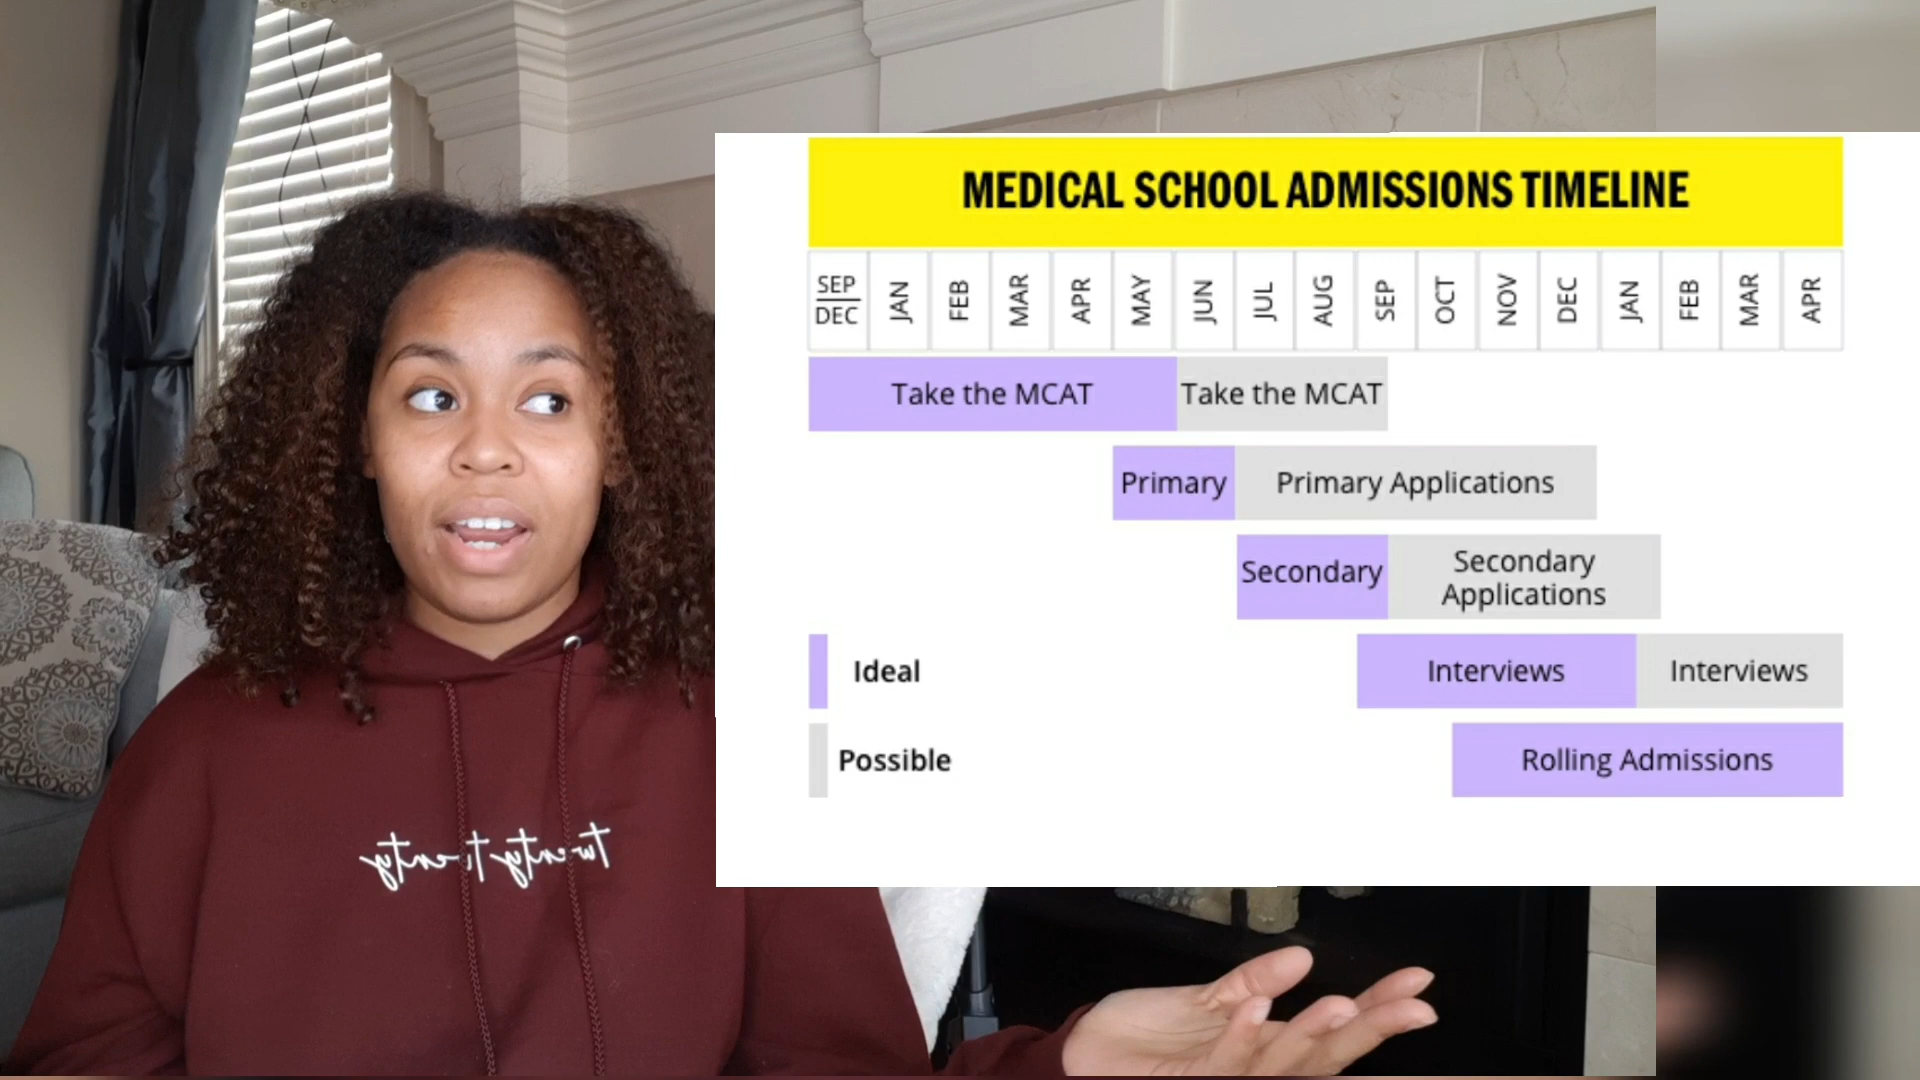 MEDICAL SCHOOL ADMISSIONS TIMELINE
SEP DEC JAN FEB MAR APR MAY JUN JUL AUG SEP OCT NOV DEC JAN FEB MAR APR
Take the MCAT Take the MCAT
Primary Primary Applications
Secondary Secondary Applications
Ideal Interviews Interviews
Possible Rolling Admissions
twenty twenty